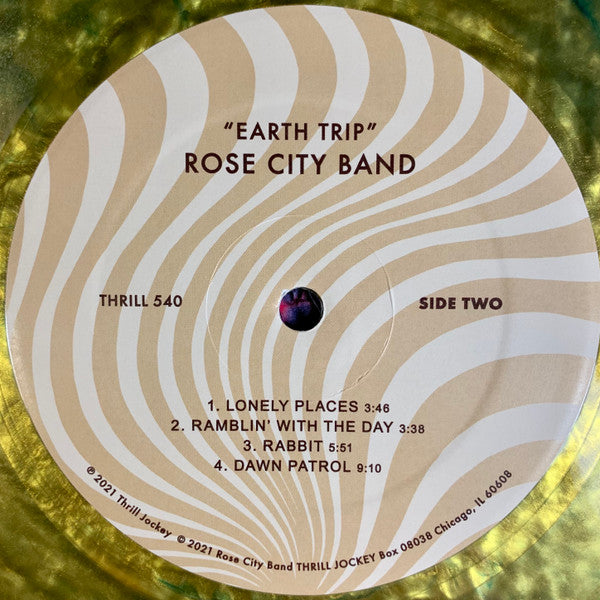 “EARTH TRIP”
ROSE CITY BAND
THRILL 540
SIDE TWO
1. LONELY PLACES 3:46
2. RAMBLIN’ WITH THE DAY 3:38
3. RABBIT 5:51
4. DAWN PATROL 9:10
℗ 2021 Thrill Jockey © 2021 Rose City Band THRILL JOCKEY Box 08038 Chicago, IL 60608